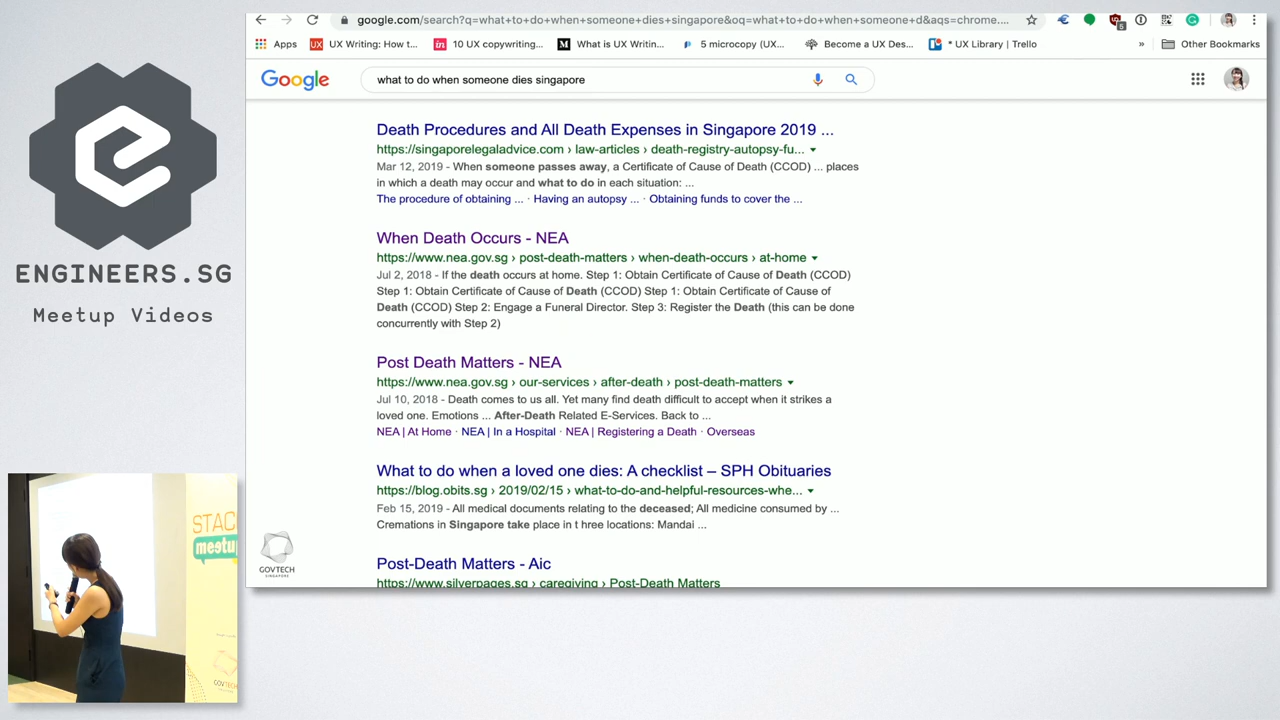 google.com/search?q=what+to+do+when+someone+dies+singapore&oq=what+to+do+when+someone+d&aqs=chrome....
5
Apps
UX Writing: How t...
10 UX copywriting...
What is UX Writin...
5 microcopy (UX...
Become a UX Des...
* UX Library | Trello
»
Other Bookmarks
Google
what to do when someone dies singapore
Death Procedures and All Death Expenses in Singapore 2019 ...
https://singaporelegaladvice.com › law-articles › death-registry-autopsy-fu...
Mar 12, 2019 - When someone passes away, a Certificate of Cause of Death (CCOD) ... places
in which a death may occur and what to do in each situation: ...
The procedure of obtaining ... · Having an autopsy ... · Obtaining funds to cover the ...
When Death Occurs - NEA
https://www.nea.gov.sg › post-death-matters › when-death-occurs › at-home
Jul 2, 2018 - If the death occurs at home. Step 1: Obtain Certificate of Cause of Death (CCOD)
Step 1: Obtain Certificate of Cause of Death (CCOD) Step 1: Obtain Certificate of Cause of
Death (CCOD) Step 2: Engage a Funeral Director. Step 3: Register the Death (this can be done
concurrently with Step 2)
Post Death Matters - NEA
https://www.nea.gov.sg › our-services › after-death › post-death-matters
Jul 10, 2018 - Death comes to us all. Yet many find death difficult to accept when it strikes a
loved one. Emotions ... After-Death Related E-Services. Back to ...
NEA | At Home · NEA | In a Hospital · NEA | Registering a Death · Overseas
What to do when a loved one dies: A checklist – SPH Obituaries
https://blog.obits.sg › 2019/02/15 › what-to-do-and-helpful-resources-whe...
Feb 15, 2019 - All medical documents relating to the deceased; All medicine consumed by ...
Cremations in Singapore take place in t hree locations: Mandai ...
Post-Death Matters - Aic
https://www.silverpages.sg › caregiving › Post-Death Matters
GOVTECH
SINGAPORE
ENGINEERS.SG
Meetup Videos
STAC
meetup
GOVTECH